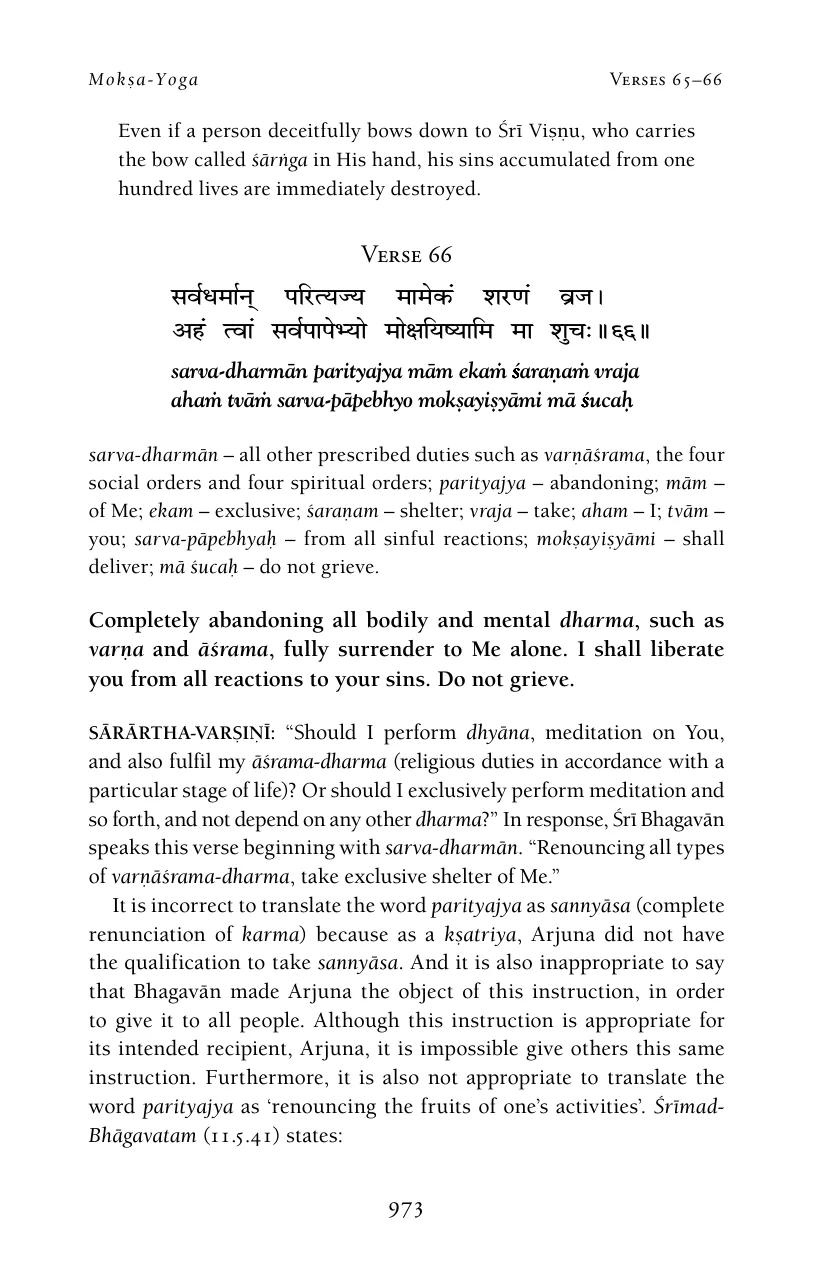 Mokṣa-Yoga Verses 65–66
Even if a person deceitfully bows down to Śrī Viṣṇu, who carries
the bow called śārṅga in His hand, his sins accumulated from one
hundred lives are immediately destroyed.
Verse 66
सर्वधर्मान् परित्यज्य मामेकं शरणं व्रज।
अहं त्वां सर्वपापेभ्यो मोक्षयिष्यामि मा शुचः॥६६॥
sarva-dharmān parityajya mām ekaṁ śaraṇaṁ vraja
ahaṁ tvāṁ sarva-pāpebhyo mokṣayiṣyāmi mā śucaḥ
sarva-dharmān – all other prescribed duties such as varṇāśrama, the four
social orders and four spiritual orders; parityajya – abandoning; mām –
of Me; ekam – exclusive; śaraṇam – shelter; vraja – take; aham – I; tvām –
you; sarva-pāpebhyaḥ – from all sinful reactions; mokṣayiṣyāmi – shall
deliver; mā śucaḥ – do not grieve.
Completely abandoning all bodily and mental dharma, such as
varṇa and āśrama, fully surrender to Me alone. I shall liberate
you from all reactions to your sins. Do not grieve.
SĀRĀRTHA-VARṢIṆĪ: “Should I perform dhyāna, meditation on You,
and also fulfil my āśrama-dharma (religious duties in accordance with a
particular stage of life)? Or should I exclusively perform meditation and
so forth, and not depend on any other dharma?” In response, Śrī Bhagavān
speaks this verse beginning with sarva-dharmān. “Renouncing all types
of varṇāśrama-dharma, take exclusive shelter of Me.”
It is incorrect to translate the word parityajya as sannyāsa (complete
renunciation of karma) because as a kṣatriya, Arjuna did not have
the qualification to take sannyāsa. And it is also inappropriate to say
that Bhagavān made Arjuna the object of this instruction, in order
to give it to all people. Although this instruction is appropriate for
its intended recipient, Arjuna, it is impossible give others this same
instruction. Furthermore, it is also not appropriate to translate the
word parityajya as ‘renouncing the fruits of one’s activities’. Śrīmad-
Bhāgavatam (11.5.41) states:
973